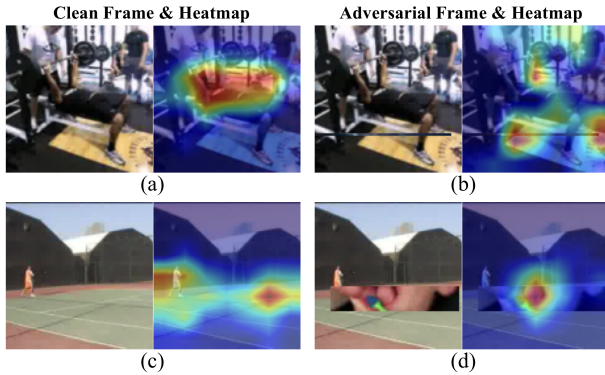 Clean Frame & Heatmap
Adversarial Frame & Heatmap
(a)
(b)
(c)
(d)